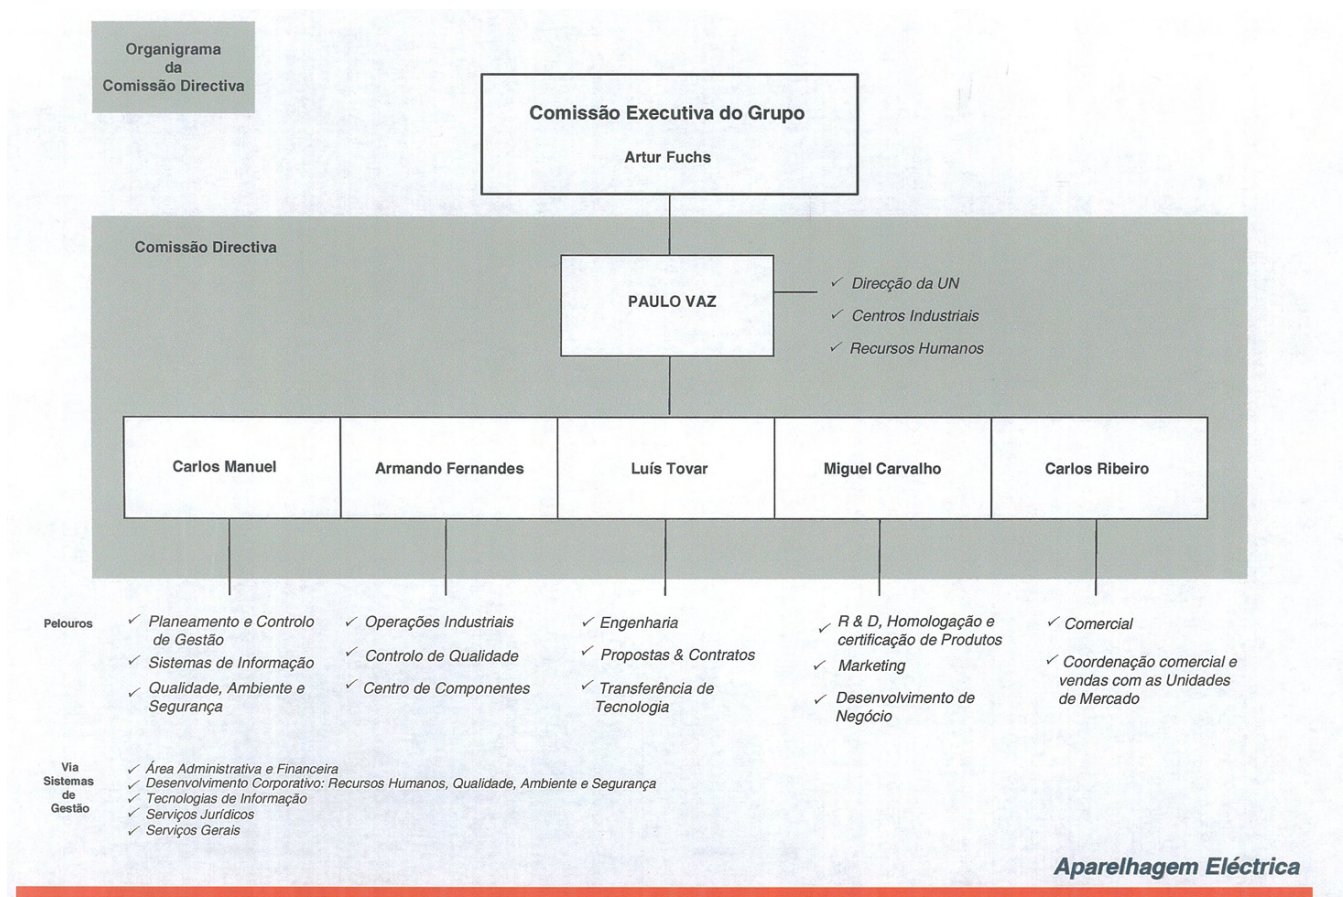 Organigrama
da
Comissão Directiva
Comissão Executiva do Grupo
Artur Fuchs
Comissão Directiva
PAULO VAZ
✓ Direcção da UN
✓ Centros Industriais
✓ Recursos Humanos
Carlos Manuel
Armando Fernandes
Luís Tovar
Miguel Carvalho
Carlos Ribeiro
Pelouros
✓ Planeamento e Controlo
de Gestão
✓ Sistemas de Informação
✓ Qualidade, Ambiente e
Segurança
✓ Operações Industriais
✓ Controlo de Qualidade
✓ Centro de Componentes
✓ Engenharia
✓ Propostas & Contratos
✓ Transferência de
Tecnologia
✓ R & D, Homologação e
certificação de Produtos
✓ Marketing
✓ Desenvolvimento de
Negócio
✓ Comercial
✓ Coordenação comercial e
vendas com as Unidades
de Mercado
Via
Sistemas
de
Gestão
✓ Área Administrativa e Financeira
✓ Desenvolvimento Corporativo: Recursos Humanos, Qualidade, Ambiente e Segurança
✓ Tecnologias de Informação
✓ Serviços Jurídicos
✓ Serviços Gerais
Aparelhagem Eléctrica